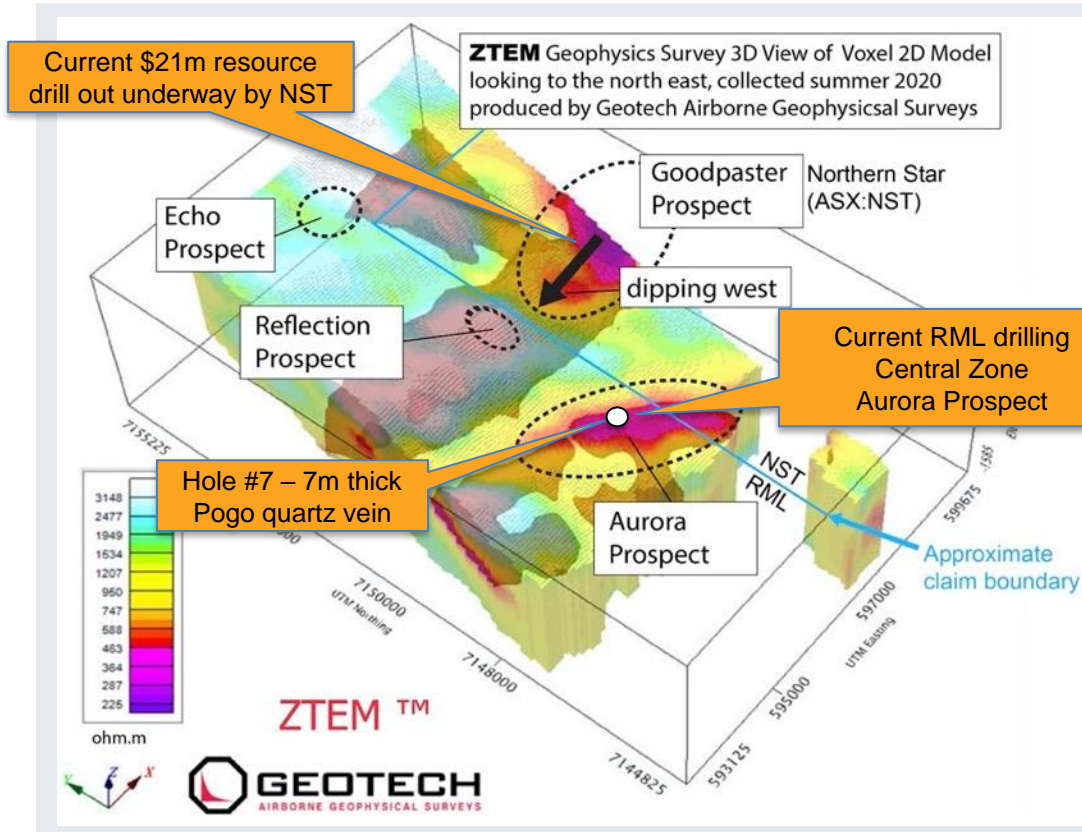 Current $21m resource
drill out underway by NST
ZTEM Geophysics Survey 3D View of Voxel 2D Model
looking to the north east, collected summer 2020
produced by Geotech Airborne Geophysicsal Surveys
Goodpaster
Prospect
Northern Star
(ASX:NST)
Echo
Prospect
dipping west
Reflection
Prospect
Current RML drilling
Central Zone
Aurora Prospect
Hole #7 – 7m thick
Pogo quartz vein
Aurora
Prospect
NST
RML
Approximate
claim boundary
7155225
7150000
UTM Northing
7148000
7144825
593125
595000
UTM Easting
597000
599675
-1585
3148
2477
1949
1534
1207
960
747
588
463
364
287
225
ohm.m
Z
X
ZTEM ™
GEOTECH
AIRBORNE GEOPHYSICAL SURVEYS